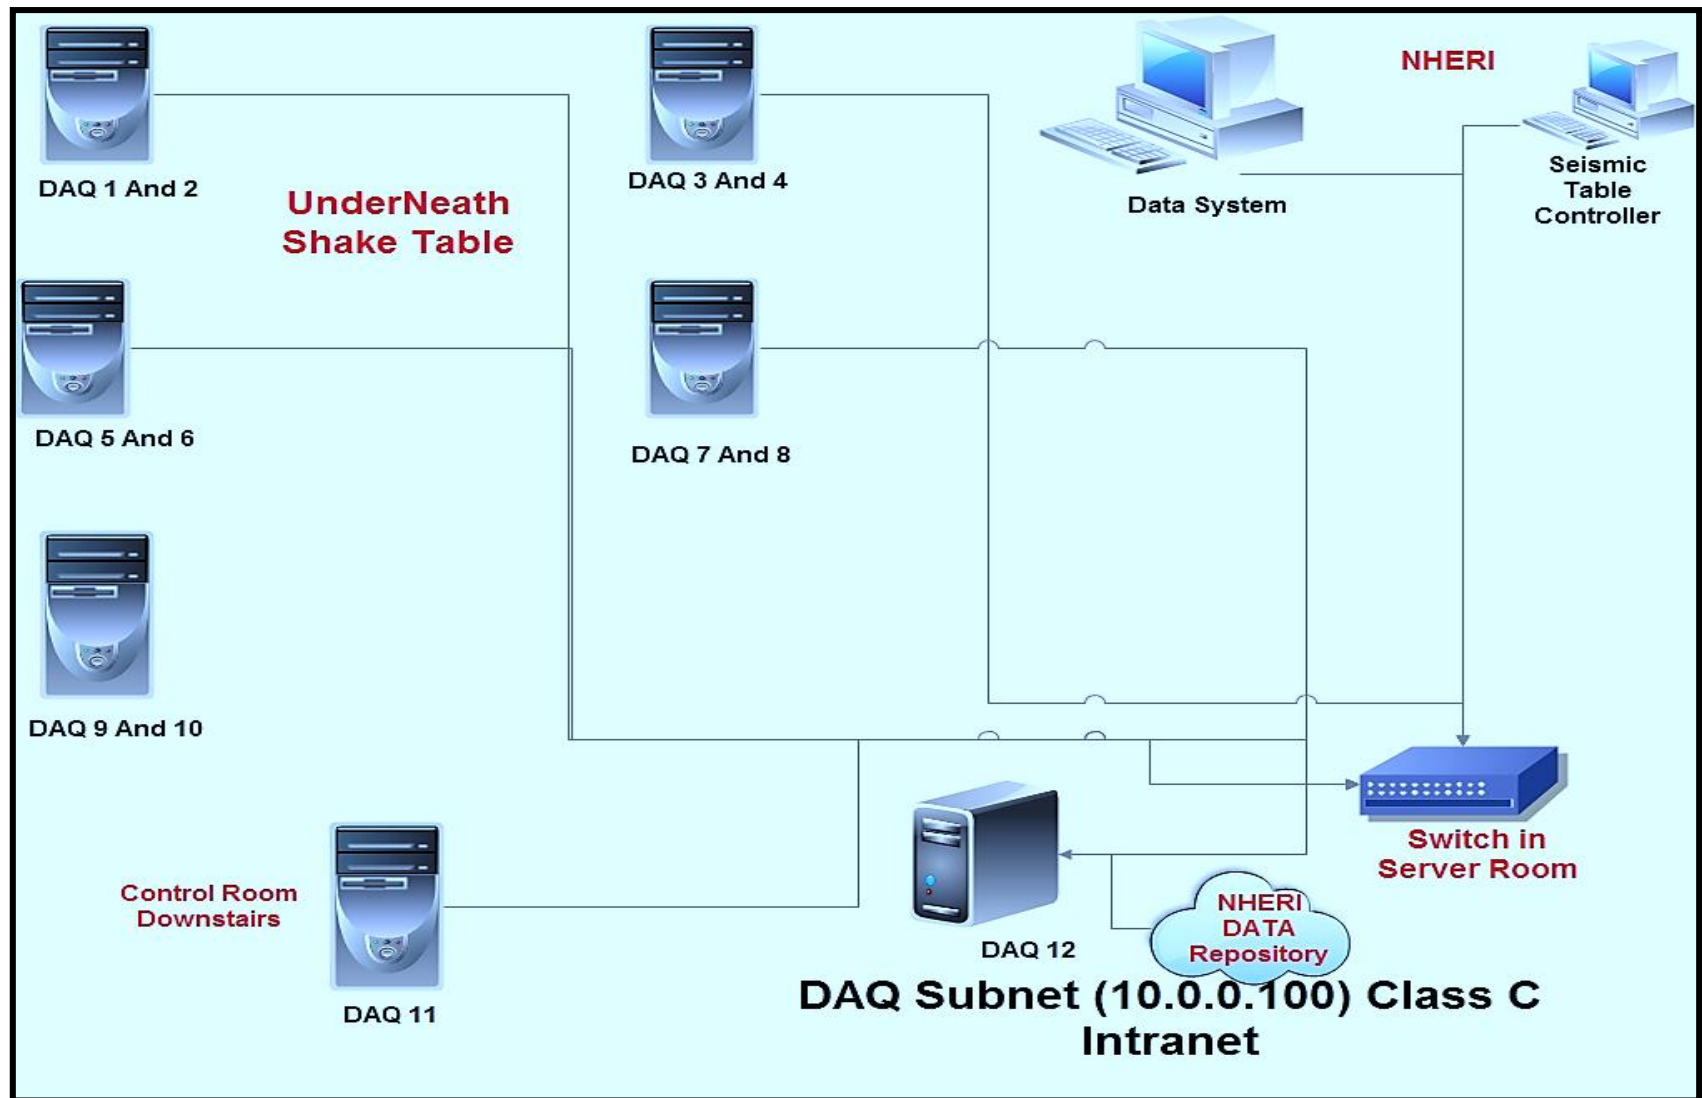 NHERI
DAQ 1 And 2
DAQ 3 And 4
Data System
Seismic
Table
Controller
UnderNeath
Shake Table
DAQ 5 And 6
DAQ 7 And 8
DAQ 9 And 10
Switch in
Server Room
Control Room
Downstairs
DAQ 11
DAQ 12
NHERI
DATA
Repository
DAQ Subnet (10.0.0.100) Class C
Intranet